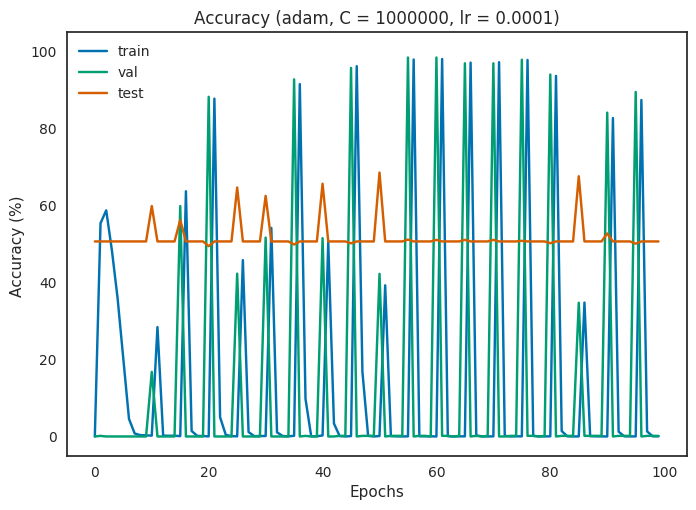 Accuracy (adam, C = 1000000, lr = 0.0001)
train
val
test
100
80
60
40
20
0
Accuracy (%)
0 20 40 60 80 100
Epochs